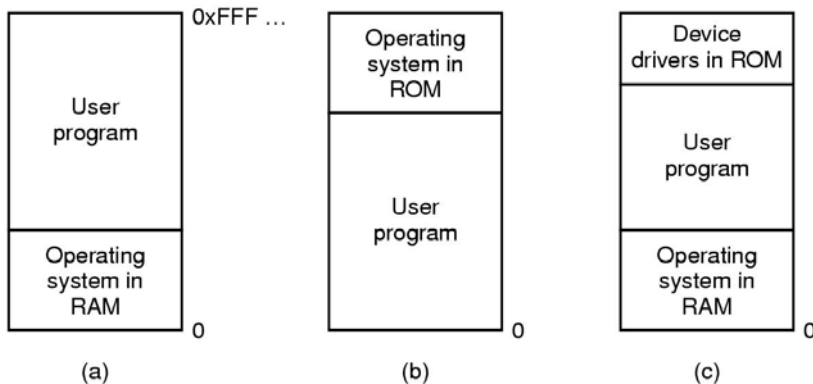 0xFFF ...
User
program
Operating
system in
RAM
0
(a)
Operating
system in
ROM
User
program
0
(b)
Device
drivers in ROM
User
program
Operating
system in
RAM
0
(c)